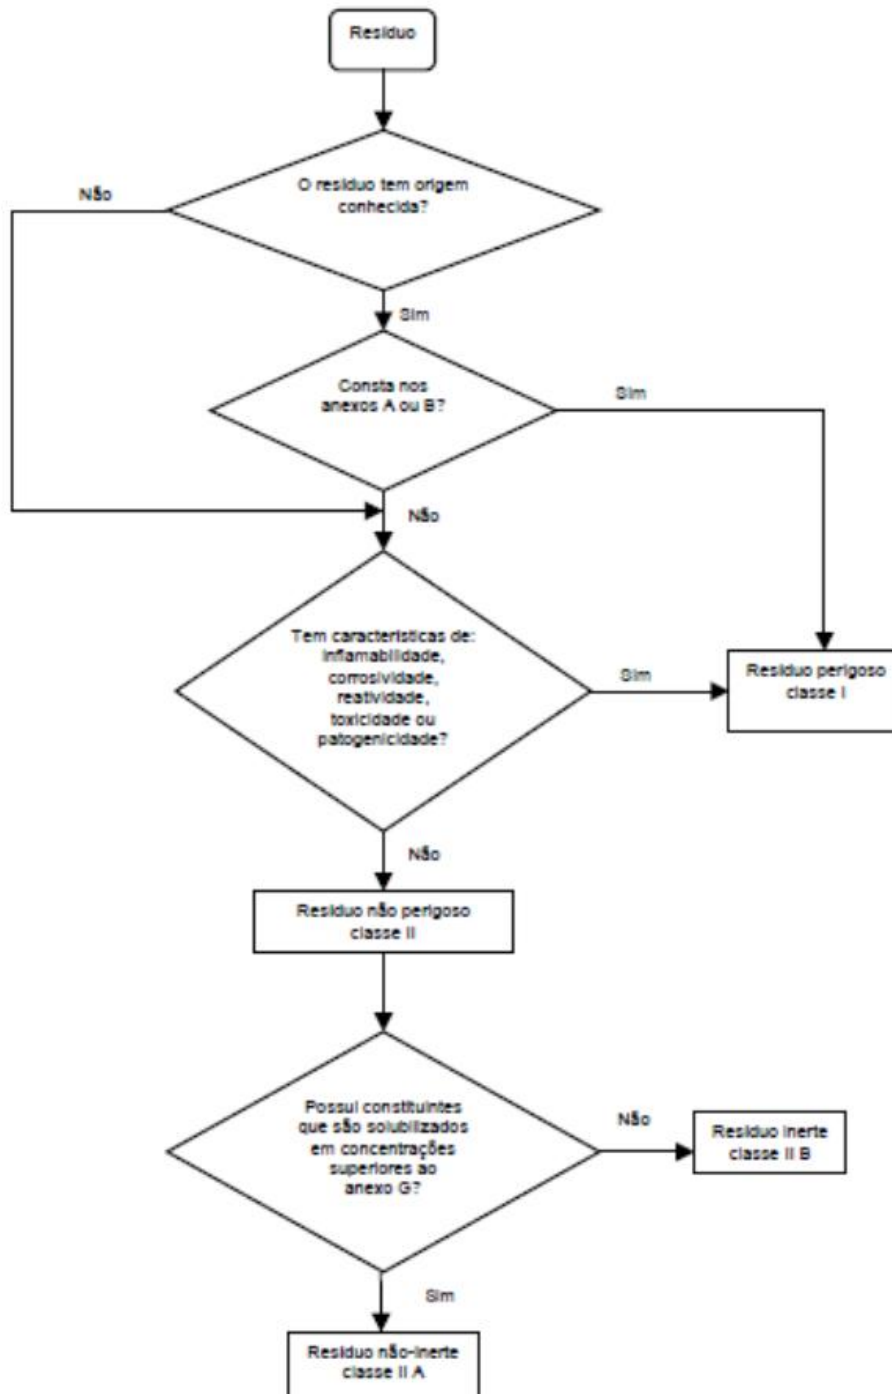 Resíduo
O resíduo tem origem
conhecida?
Não
Sim
Consta nos
anexos A ou B?
Sim
Não
Tem características de:
inflamabilidade,
corrosividade,
reatividade,
toxicidade ou
patogenicidade?
Sim
Resíduo perigoso
classe I
Não
Resíduo não perigoso
classe II
Possui constituintes
que são solubilizados
em concentrações
superiores ao
anexo G?
Não
Resíduo inerte
classe II B
Sim
Resíduo não-inerte
classe II A